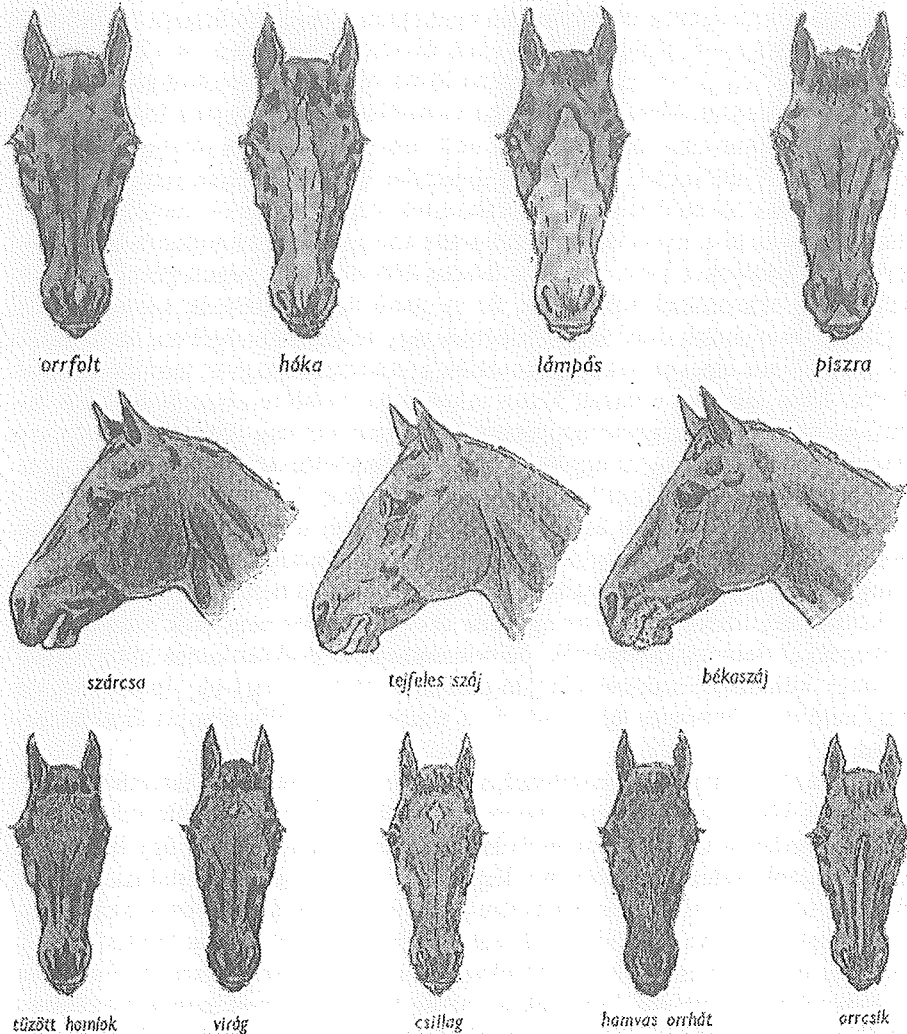 orrfolt hóka lámpás piszra
szárcsa tejfeles száj békaszáj
tűzött homlok virág csillag hamvas orrhát orrcsík